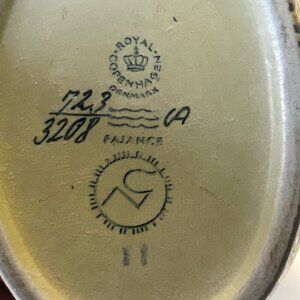 ROYAL
COPENHAGEN
DENMARK
723
3208
FAJANCE